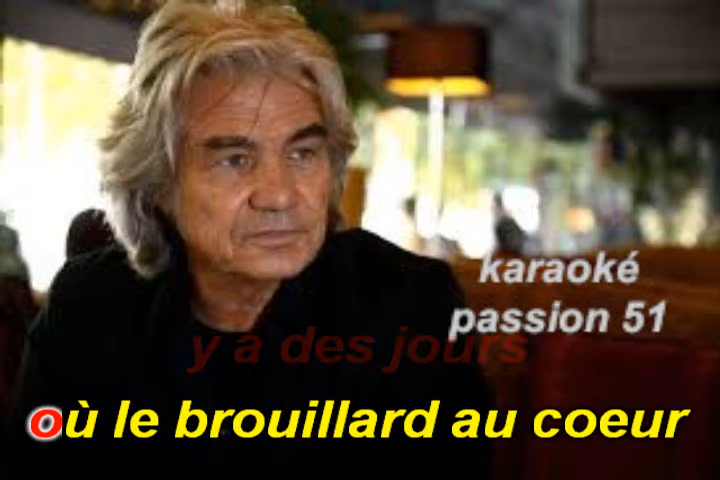 karaoké
passion 51
y a des jours
où le brouillard au coeur